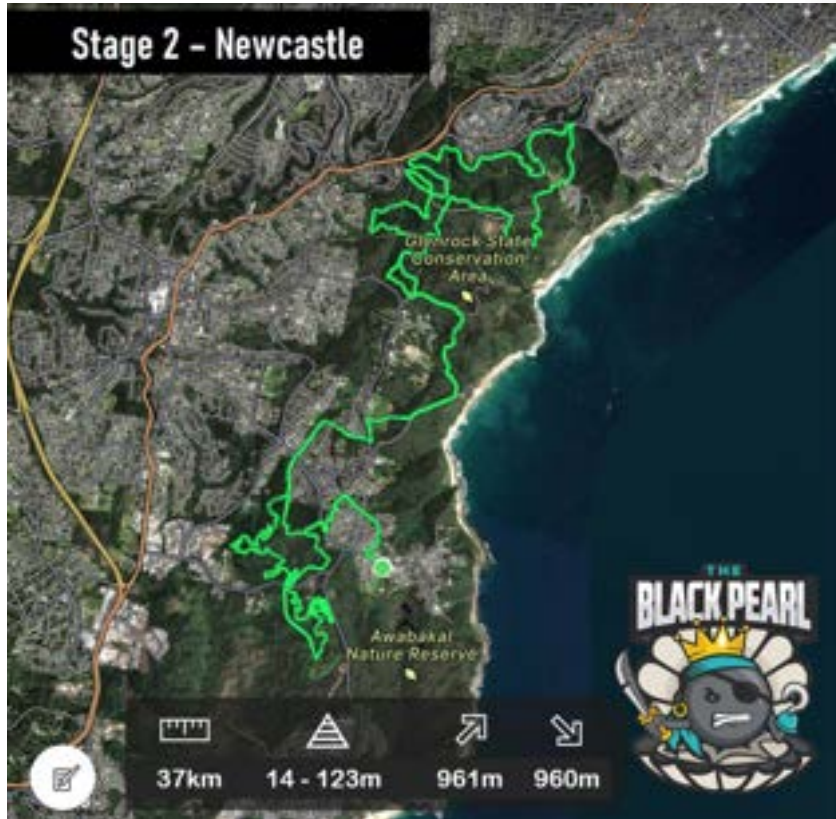 Stage 2 – Newcastle
Glenrock State
Conservation
Area
Awabakal
Nature Reserve
THE
BLACK PEARL
37km
14 - 123m
961m
960m